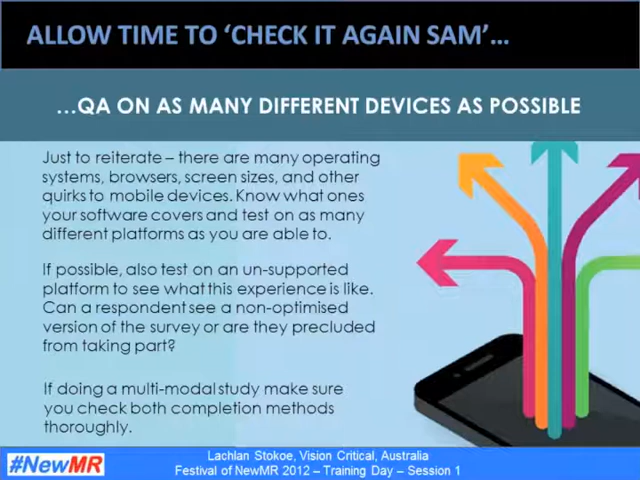 ALLOW TIME TO ‘CHECK IT AGAIN SAM’…
…QA ON AS MANY DIFFERENT DEVICES AS POSSIBLE
Just to reiterate – there are many operating
systems, browsers, screen sizes, and other
quirks to mobile devices. Know what ones
your software covers and test on as many
different platforms as you are able to.
If possible, also test on an un-supported
platform to see what this experience is like.
Can a respondent see a non-optimised
version of the survey or are they precluded
from taking part?
If doing a multi-modal study make sure
you check both completion methods
thoroughly.
#NewMR
Lachlan Stokoe, Vision Critical, Australia
Festival of NewMR 2012 – Training Day – Session 1